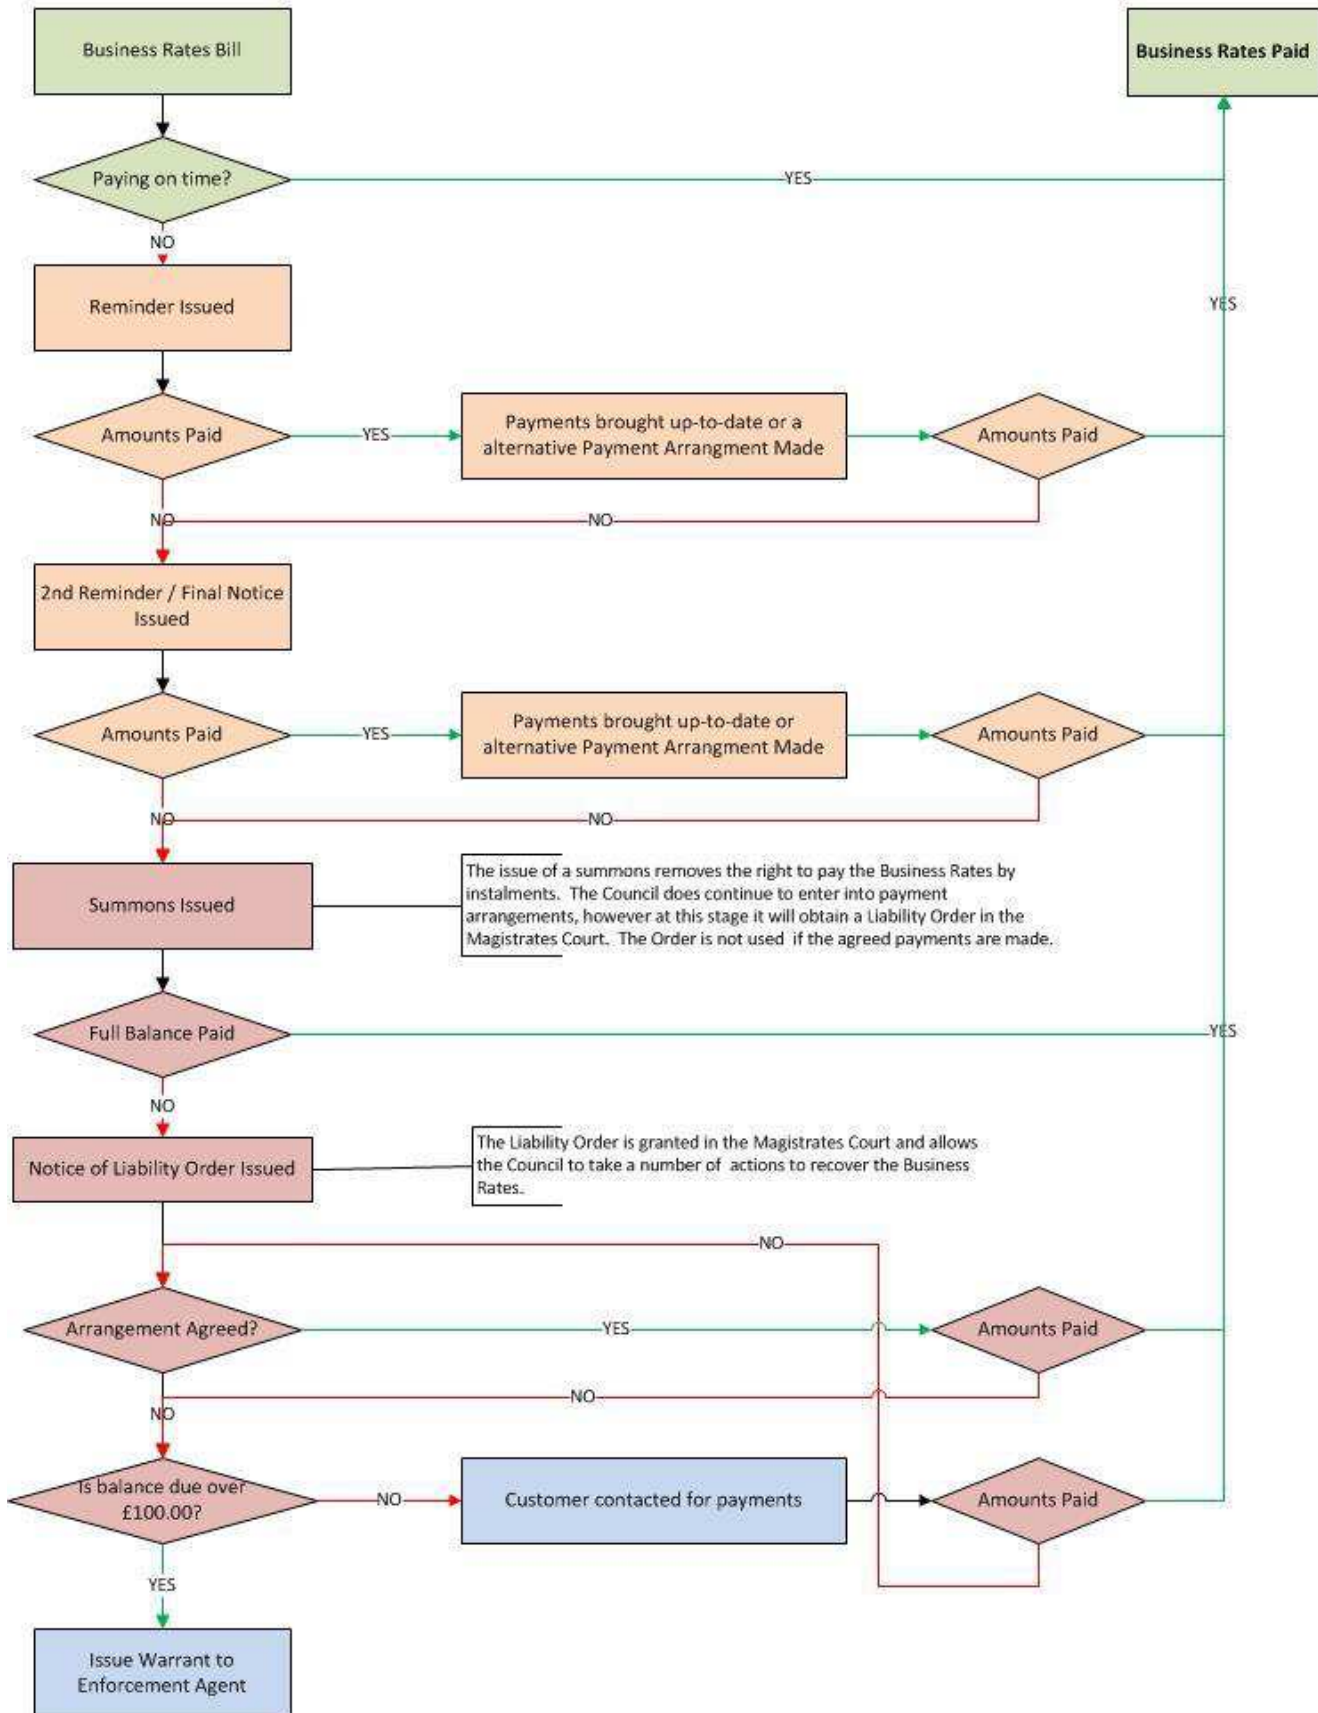 Business Rates Bill
Business Rates Paid
Paying on time?
YES
NO
Reminder Issued
YES
Amounts Paid
YES
Payments brought up-to-date or a
alternative Payment Arrangment Made
Amounts Paid
NO
NO
2nd Reminder / Final Notice
Issued
Amounts Paid
YES
Payments brought up-to-date or
alternative Payment Arrangment Made
Amounts Paid
NO
NO
Summons Issued
The issue of a summons removes the right to pay the Business Rates by
instalments. The Council does continue to enter into payment
arrangements, however at this stage it will obtain a Liability Order in the
Magistrates Court. The Order is not used if the agreed payments are made.
Full Balance Paid
YES
NO
Notice of Liability Order Issued
The Liability Order is granted in the Magistrates Court and allows
the Council to take a number of actions to recover the Business
Rates.
NO
Arrangement Agreed?
YES
Amounts Paid
NO
NO
Is balance due over
£100.00?
NO
Customer contacted for payments
Amounts Paid
YES
Issue Warrant to
Enforcement Agent